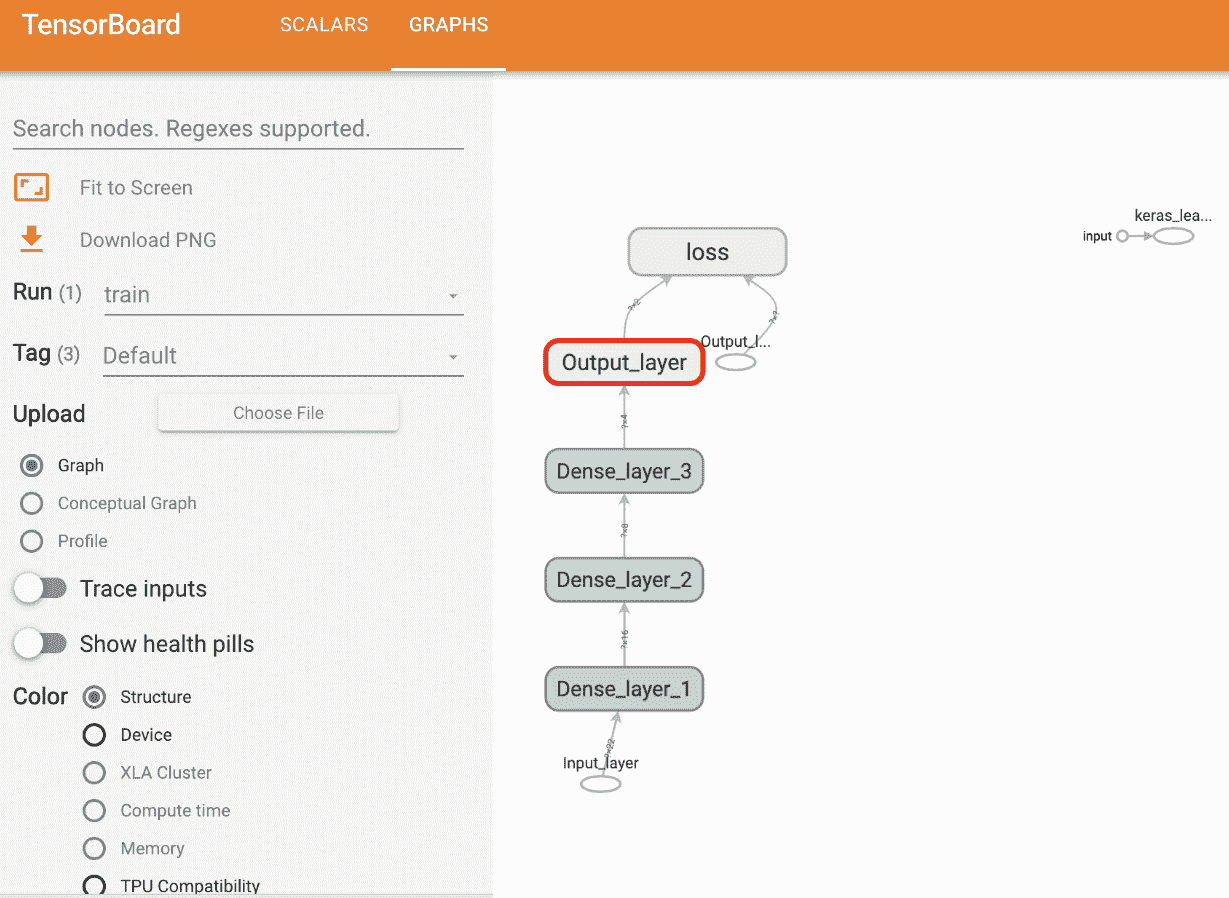 TensorBoard SCALARS GRAPHS
Search nodes. Regexes supported.
Fit to Screen
Download PNG
Run (1) train
Tag (3) Default
Upload Choose File
Graph
Conceptual Graph
Profile
Trace inputs
Show health pills
Color Structure
Device
XLA Cluster
Compute time
Memory
TPU Compatibility
keras_lea...
input
loss
?×2
?×?
Output_l...
Output_layer
?×4
Dense_layer_3
?×8
Dense_layer_2
?×16
Dense_layer_1
?×22
Input_layer